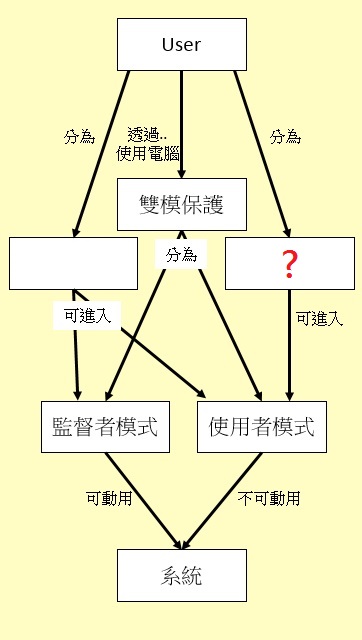 User
分為
透過..
使用電腦
分為
雙模保護
分為
?
可進入
可進入
監督者模式
使用者模式
可動用
不可動用
系統